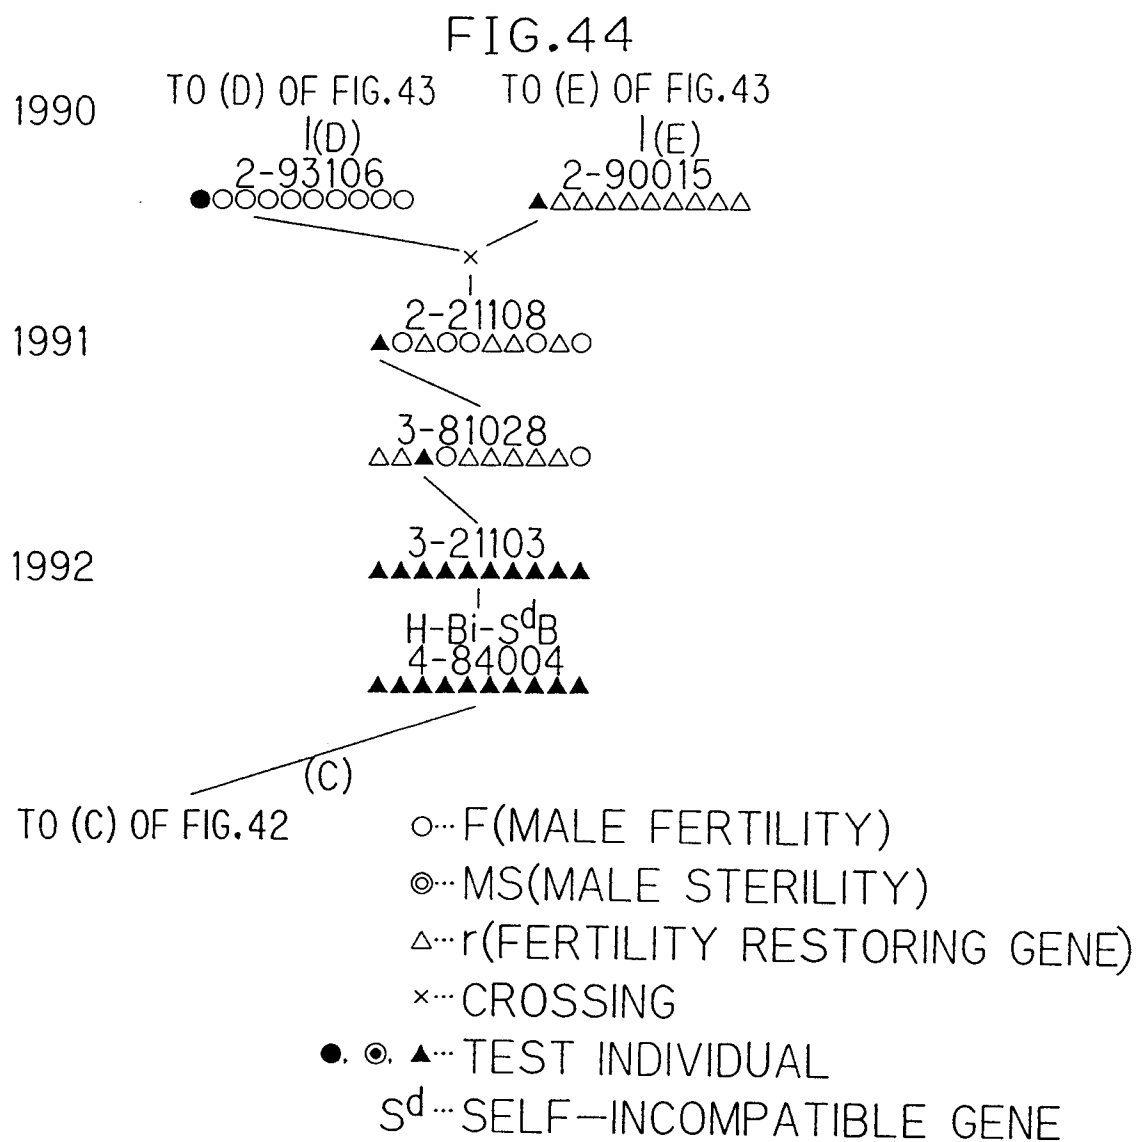 FIG.44
1990 TO (D) OF FIG.43 TO (E) OF FIG.43
(D) (E)
2-93106 2-90015
×
2-21108
1991
3-81028
3-21103
1992
H-Bi-SdB
4-84004
(C)
TO (C) OF FIG.42
○… F(MALE FERTILITY)
◎… MS(MALE STERILITY)
△… r(FERTILITY RESTORING GENE)
×… CROSSING
●, ◉, ▲… TEST INDIVIDUAL
Sd… SELF-INCOMPATIBLE GENE